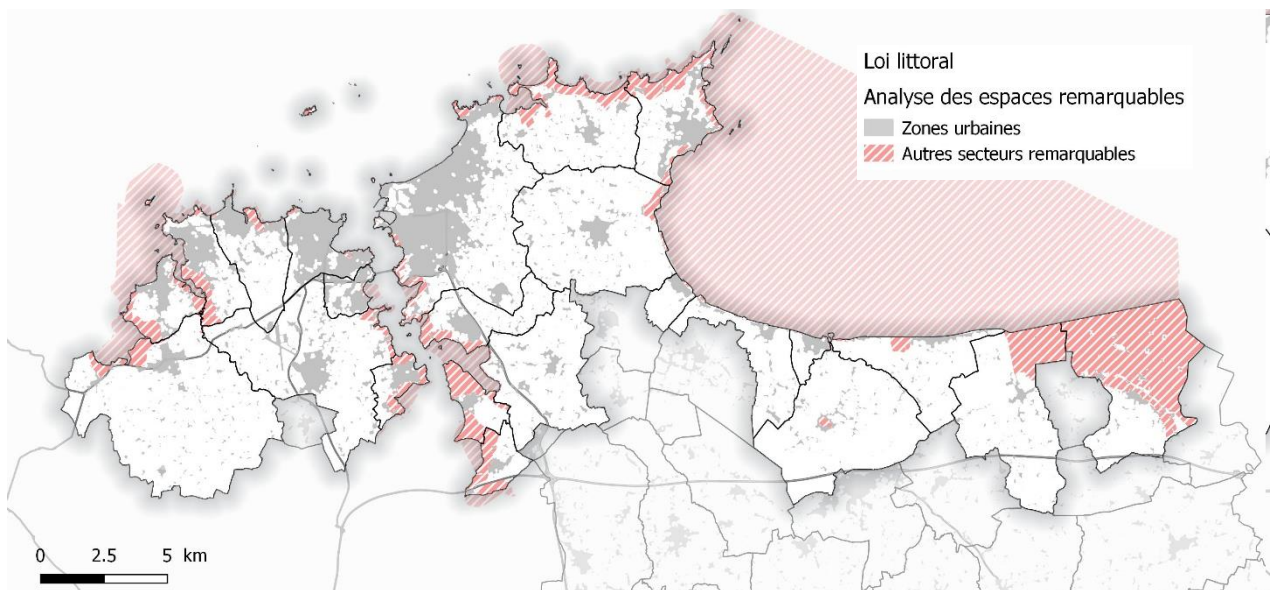 Loi littoral
Analyse des espaces remarquables
Zones urbaines
Autres secteurs remarquables
0 2.5 5 km